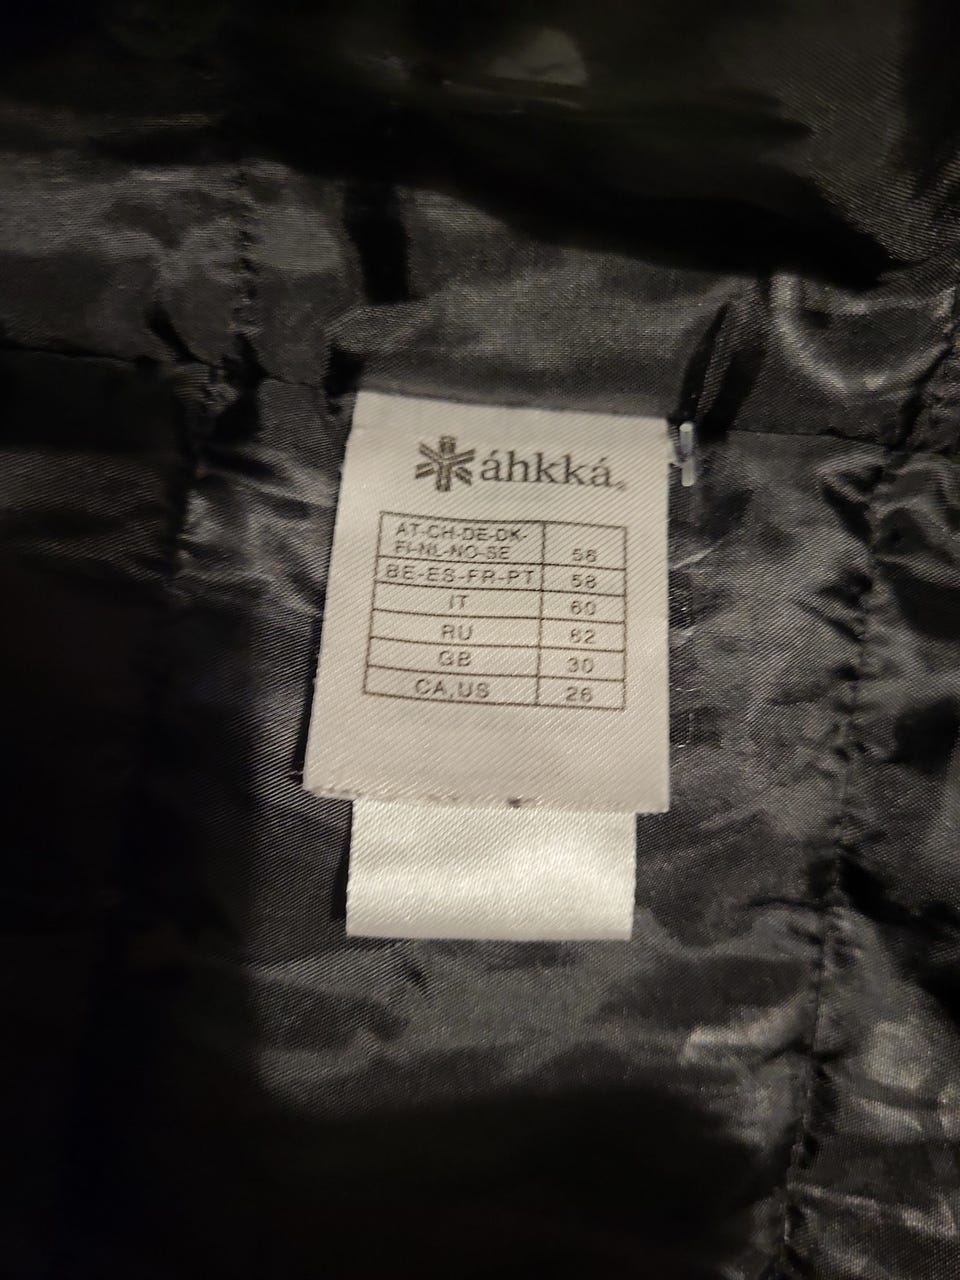 áhkká
AT-CH-DE-DK-
FI-NL-NO-SE 56
BE-ES-FR-PT 58
IT 60
RU 62
GB 30
CA,US 26